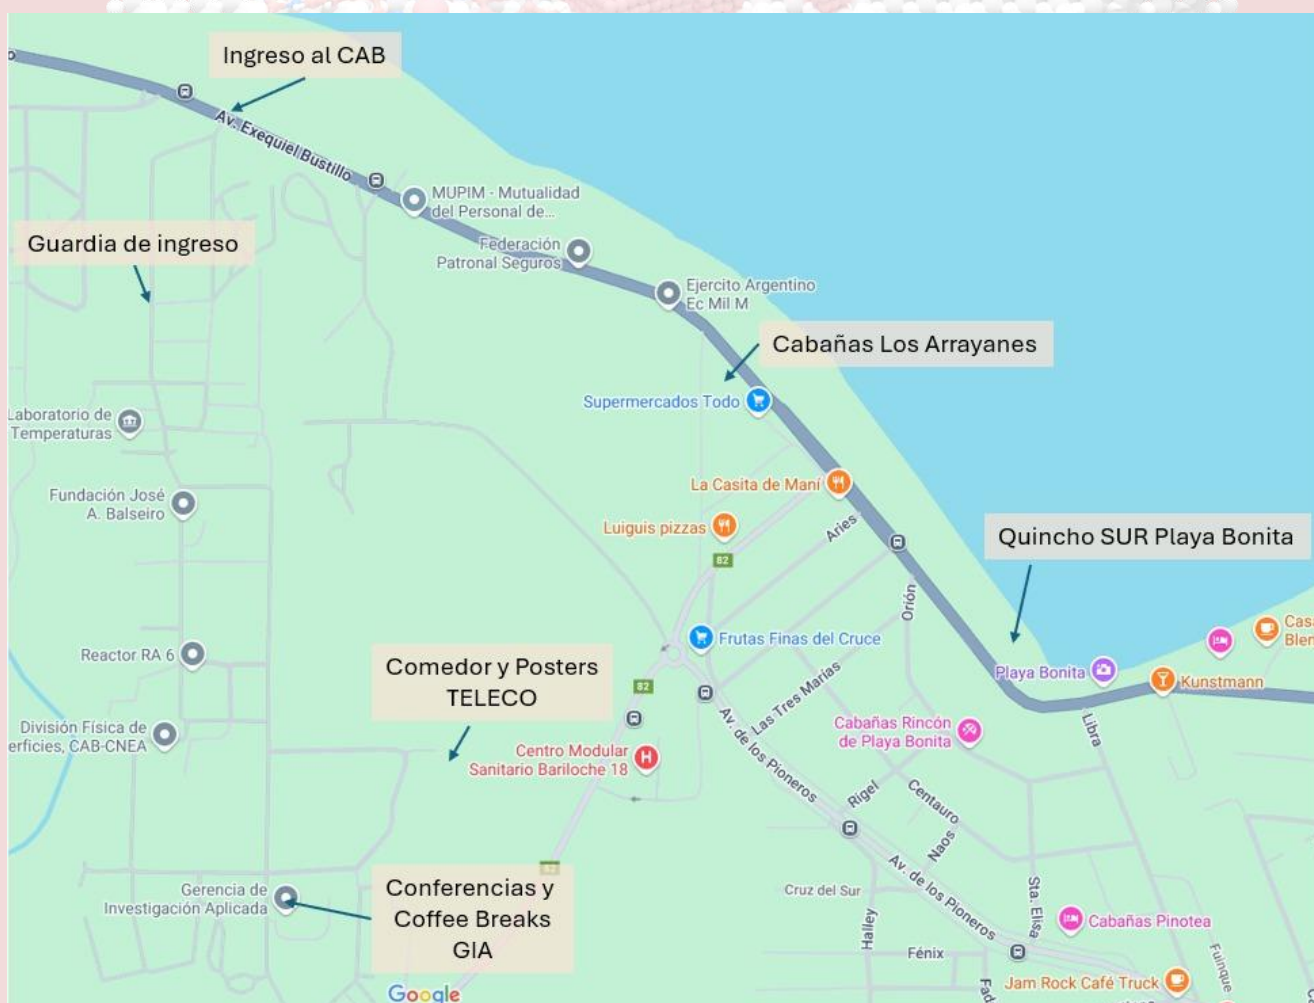 Ingreso al CAB
Av. Exequiel Bustillo
MUPIM - Mutualidad
del Personal de...
Guardia de ingreso
Federación
Patronal Seguros
Ejercito Argentino
Ec Mil M
Cabañas Los Arrayanes
Supermercados Todo
Laboratorio de
Temperaturas
La Casita de Maní
Fundación José
A. Balseiro
Luiguis pizzas
Aries
Quincho SUR Playa Bonita
82
Orión
Frutas Finas del Cruce
Cas
Blen
Reactor RA 6
Comedor y Posters
TELECO
82
Las Tres Marías
Playa Bonita
Kunstmann
División Física de
erficies, CAB-CNEA
Centro Modular
Sanitario Bariloche 18
Av. de los Pioneros
Cabañas Rincón
de Playa Bonita
Libra
Rigel
Centauro
Naos
82
Gerencia de
Investigación Aplicada
Conferencias y
Coffee Breaks
GIA
Av. de los Pioneros
Cruz del Sur
Halley
Sta. Elisa
Cabañas Pinotea
Fénix
Fuinque
Fad
Jam Rock Café Truck
Google